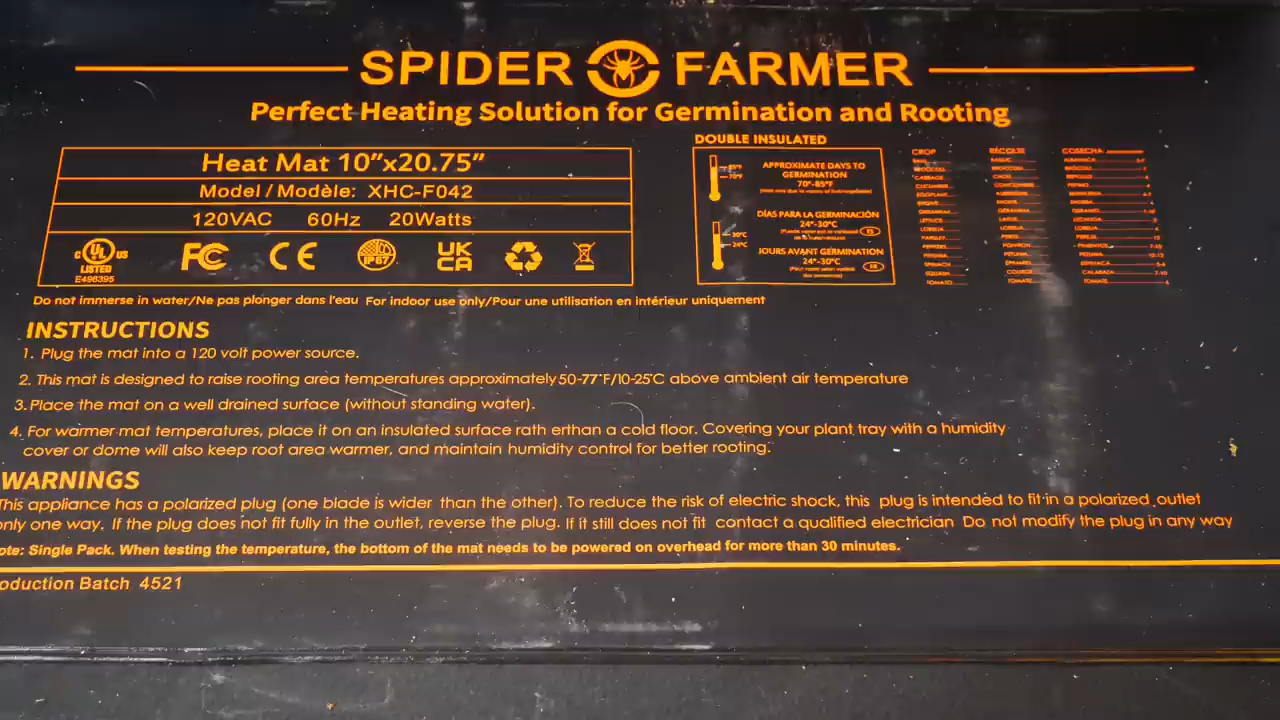 SPIDER FARMER
Perfect Heating Solution for Germination and Rooting
Heat Mat 10”x20.75”
Model / Modèle: XHC-F042
120VAC 60Hz 20Watts
C UL US
LISTED
E496395
FC CE IP67 UK CA
DOUBLE INSULATED
85°F
70°F
30°C
24°C
APPROXIMATE DAYS TO
GERMINATION
70°-85°F
DÍAS PARA LA GERMINACIÓN
24°-30°C
ES
JOURS AVANT GERMINATION
24°-30°C
FR
CROP RÉCOLTE COSECHA
Do not immerse in water/Ne pas plonger dans l'eau For indoor use only/Pour une utilisation en intérieur uniquement
INSTRUCTIONS
1. Plug the mat into a 120 volt power source.
2. This mat is designed to raise rooting area temperatures approximately 50-77°F/10-25°C above ambient air temperature
3. Place the mat on a well drained surface (without standing water).
4. For warmer mat temperatures, place it on an insulated surface rath erthan a cold floor. Covering your plant tray with a humidity
cover or dome will also keep root area warmer, and maintain humidity control for better rooting.
WARNINGS
This appliance has a polarized plug (one blade is wider than the other). To reduce the risk of electric shock, this plug is intended to fit in a polarized outlet
only one way. If the plug does not fit fully in the outlet, reverse the plug. If it still does not fit contact a qualified electrician Do not modify the plug in any way
ote: Single Pack. When testing the temperature, the bottom of the mat needs to be powered on overhead for more than 30 minutes.
oduction Batch 4521